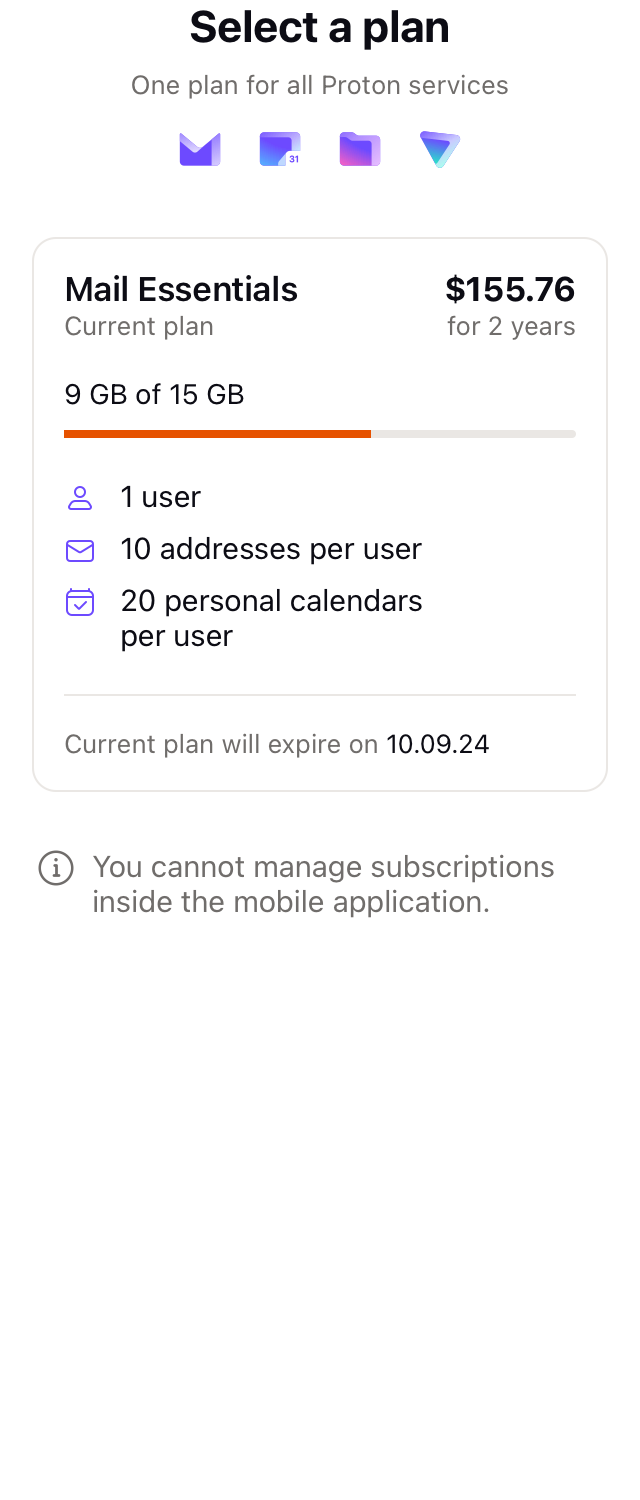 Select a plan
One plan for all Proton services
31
Mail Essentials
$155.76
Current plan
for 2 years
9 GB of 15 GB
1 user
10 addresses per user
20 personal calendars
per user
Current plan will expire on 10.09.24
You cannot manage subscriptions
inside the mobile application.